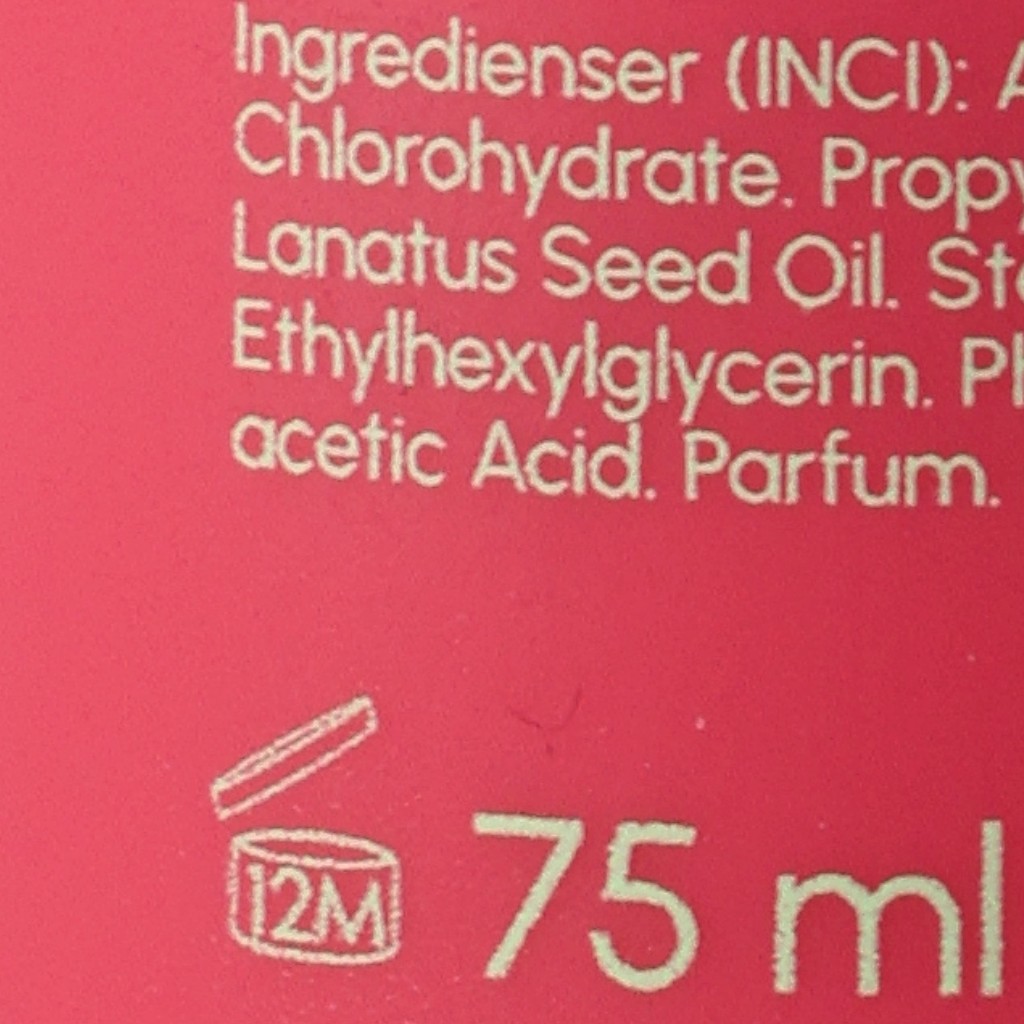 Ingredienser (INCI): A
Chlorohydrate. Propy
Lanatus Seed Oil.
Ethylhexylglycerin.
acetic Acid. Parfum.
12M
75 ml